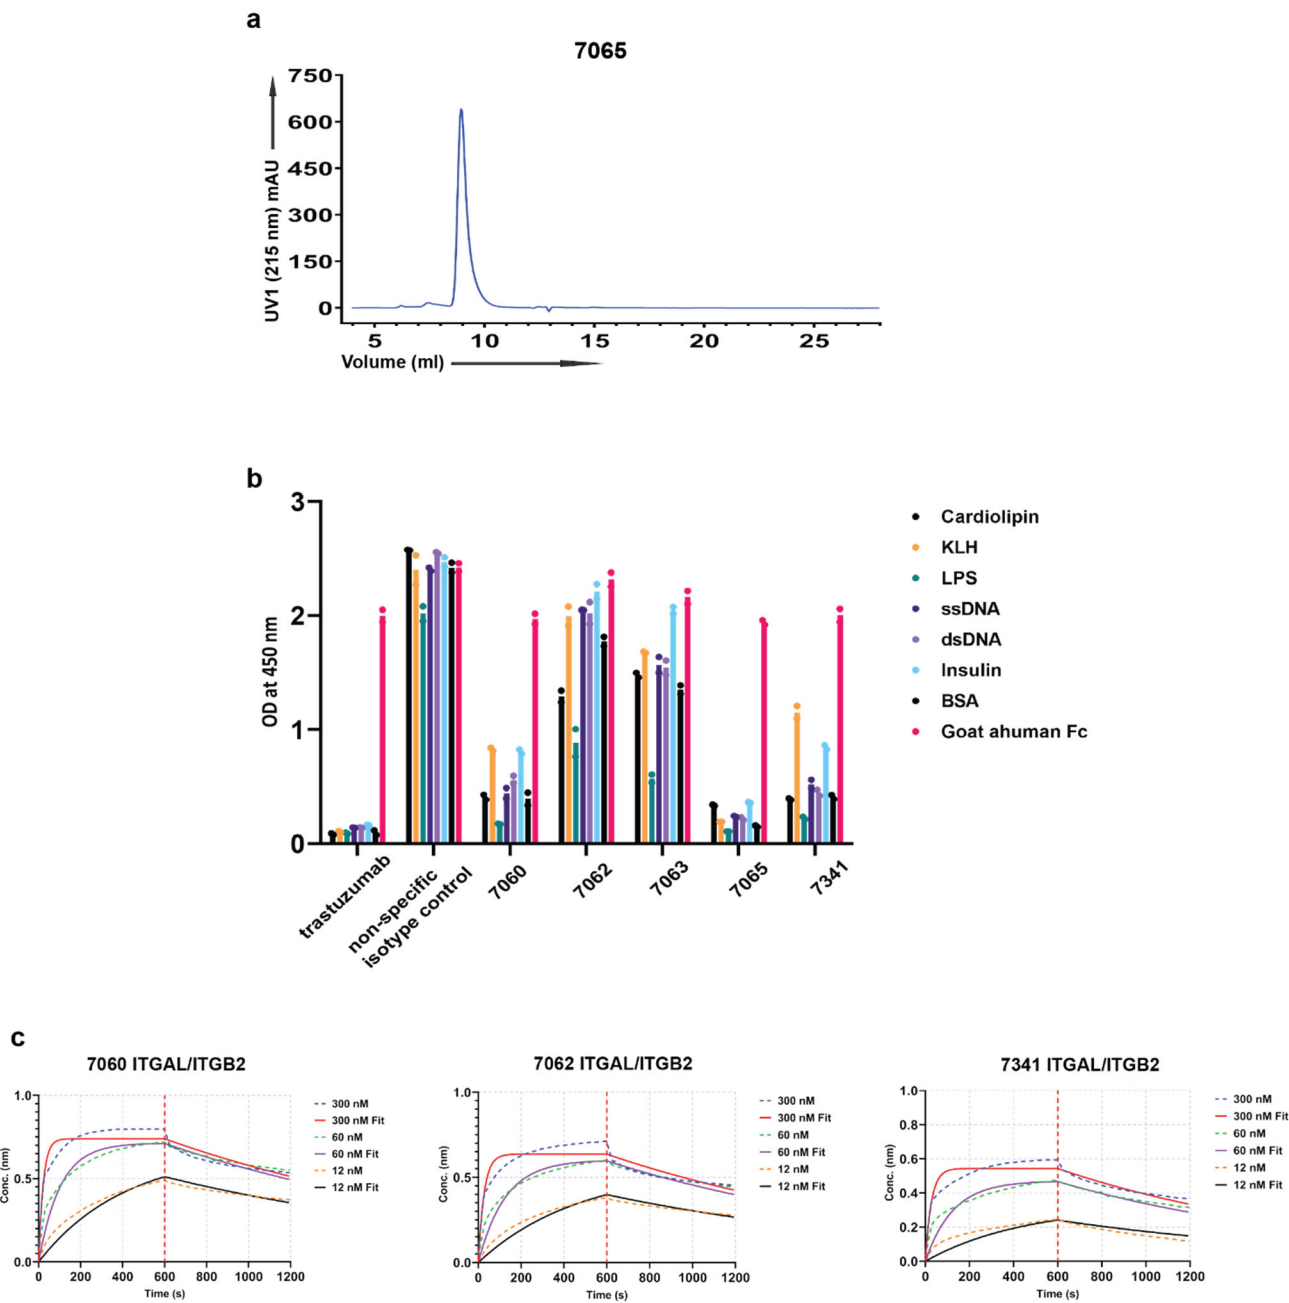 a
7065
UV1 (215 nm) mAU
750
600
450
300
150
0
5 10 15 20 25
Volume (ml)
b
OD at 450 nm
3
2
1
0
trastuzumab
non-specific
isotype control
7060
7062
7063
7065
7341
Cardiolipin
KLH
LPS
ssDNA
dsDNA
Insulin
BSA
Goat ahuman Fc
c
7060 ITGAL/ITGB2
Conc. (nm)
1.0
0.5
0.0
0 200 400 600 800 1000 1200
Time (s)
300 nM
300 nM Fit
60 nM
60 nM Fit
12 nM
12 nM Fit
7062 ITGAL/ITGB2
Conc. (nm)
1.0
0.5
0.0
0 200 400 600 800 1000 1200
Time (s)
300 nM
300 nM Fit
60 nM
60 nM Fit
12 nM
12 nM Fit
7341 ITGAL/ITGB2
Conc. (nm)
1.0
0.8
0.6
0.4
0.2
0.0
0 200 400 600 800 1000 1200
Time (s)
300 nM
300 nM Fit
60 nM
60 nM Fit
12 nM
12 nM Fit